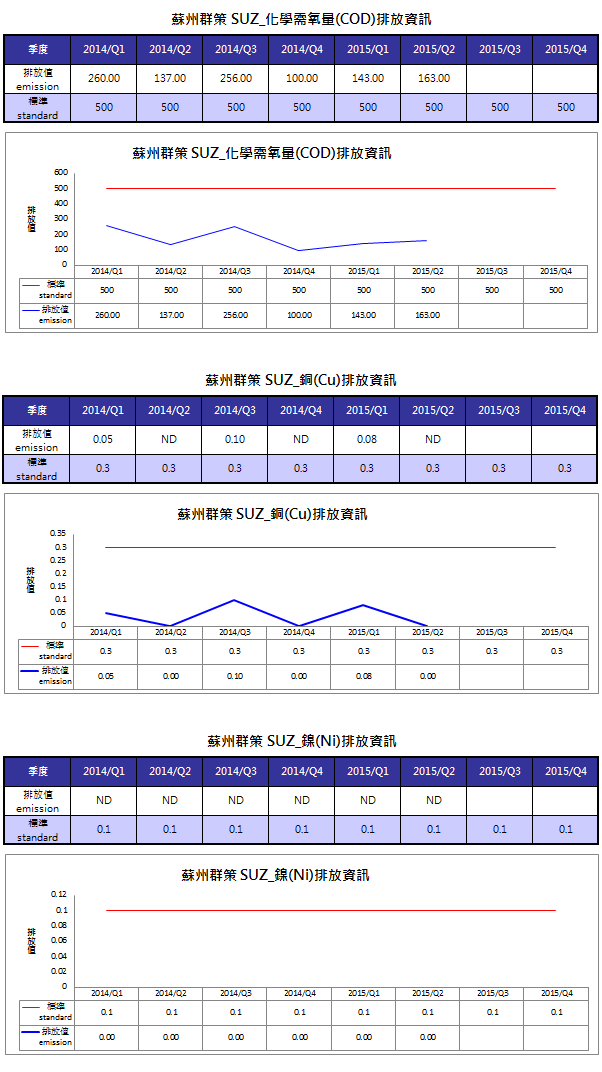 蘇州群策 SUZ_化學需氧量(COD)排放資訊
季度 2014/Q1 2014/Q2 2014/Q3 2014/Q4 2015/Q1 2015/Q2 2015/Q3 2015/Q4
排放值
emission 260.00 137.00 256.00 100.00 143.00 163.00
標準
standard 500 500 500 500 500 500 500 500
蘇州群策 SUZ_化學需氧量(COD)排放資訊
排放值
600
500
400
300
200
100
0
2014/Q1 2014/Q2 2014/Q3 2014/Q4 2015/Q1 2015/Q2 2015/Q3 2015/Q4
標準
standard 500 500 500 500 500 500 500 500
排放值
emission 260.00 137.00 256.00 100.00 143.00 163.00
蘇州群策 SUZ_銅(Cu)排放資訊
季度 2014/Q1 2014/Q2 2014/Q3 2014/Q4 2015/Q1 2015/Q2 2015/Q3 2015/Q4
排放值
emission 0.05 ND 0.10 ND 0.08 ND
標準
standard 0.3 0.3 0.3 0.3 0.3 0.3 0.3 0.3
蘇州群策 SUZ_銅(Cu)排放資訊
排放值
0.35
0.3
0.25
0.2
0.15
0.1
0.05
0
2014/Q1 2014/Q2 2014/Q3 2014/Q4 2015/Q1 2015/Q2 2015/Q3 2015/Q4
標準
standard 0.3 0.3 0.3 0.3 0.3 0.3 0.3 0.3
排放值
emission 0.05 0.00 0.10 0.00 0.08 0.00
蘇州群策 SUZ_鎳(Ni)排放資訊
季度 2014/Q1 2014/Q2 2014/Q3 2014/Q4 2015/Q1 2015/Q2 2015/Q3 2015/Q4
排放值
emission ND ND ND ND ND ND
標準
standard 0.1 0.1 0.1 0.1 0.1 0.1 0.1 0.1
蘇州群策 SUZ_鎳(Ni)排放資訊
排放值
0.12
0.1
0.08
0.06
0.04
0.02
0
2014/Q1 2014/Q2 2014/Q3 2014/Q4 2015/Q1 2015/Q2 2015/Q3 2015/Q4
標準
standard 0.1 0.1 0.1 0.1 0.1 0.1 0.1 0.1
排放值
emission 0.00 0.00 0.00 0.00 0.00 0.00